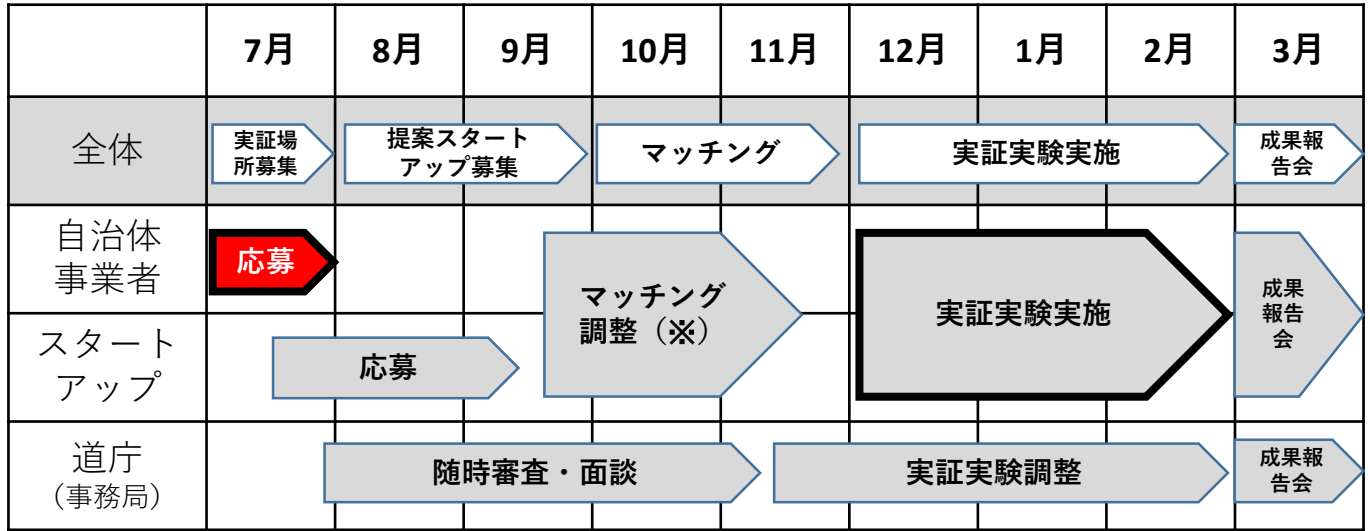 7月 8月 9月 10月 11月 12月 1月 2月 3月
全体
実証場
所募集
提案スタート
アップ募集
マッチング
実証実験実施
成果報
告会
自治体
事業者
応募
マッチング
調整（※）
実証実験実施
成果
報告
会
スタート
アップ
応募
道庁
（事務局）
随時審査・面談
実証実験調整
成果報
告会